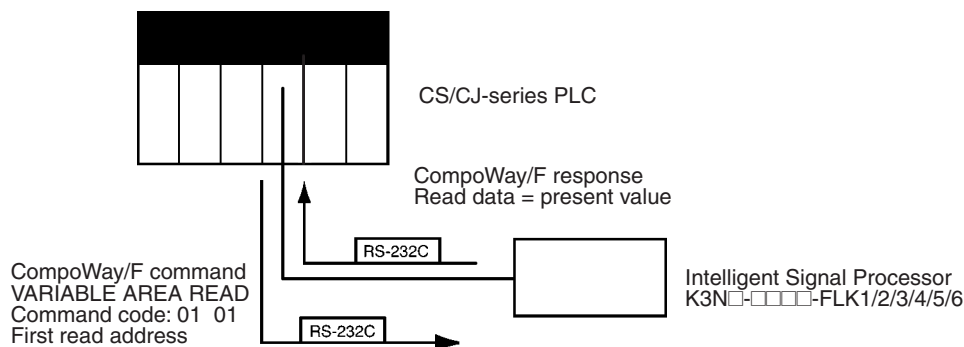 CS/CJ-series PLC
CompoWay/F response
Read data = present value
RS-232C
CompoWay/F command
VARIABLE AREA READ
Command code: 01  01
First read address
RS-232C
Intelligent Signal Processor
K3N□-□□□□-FLK1/2/3/4/5/6